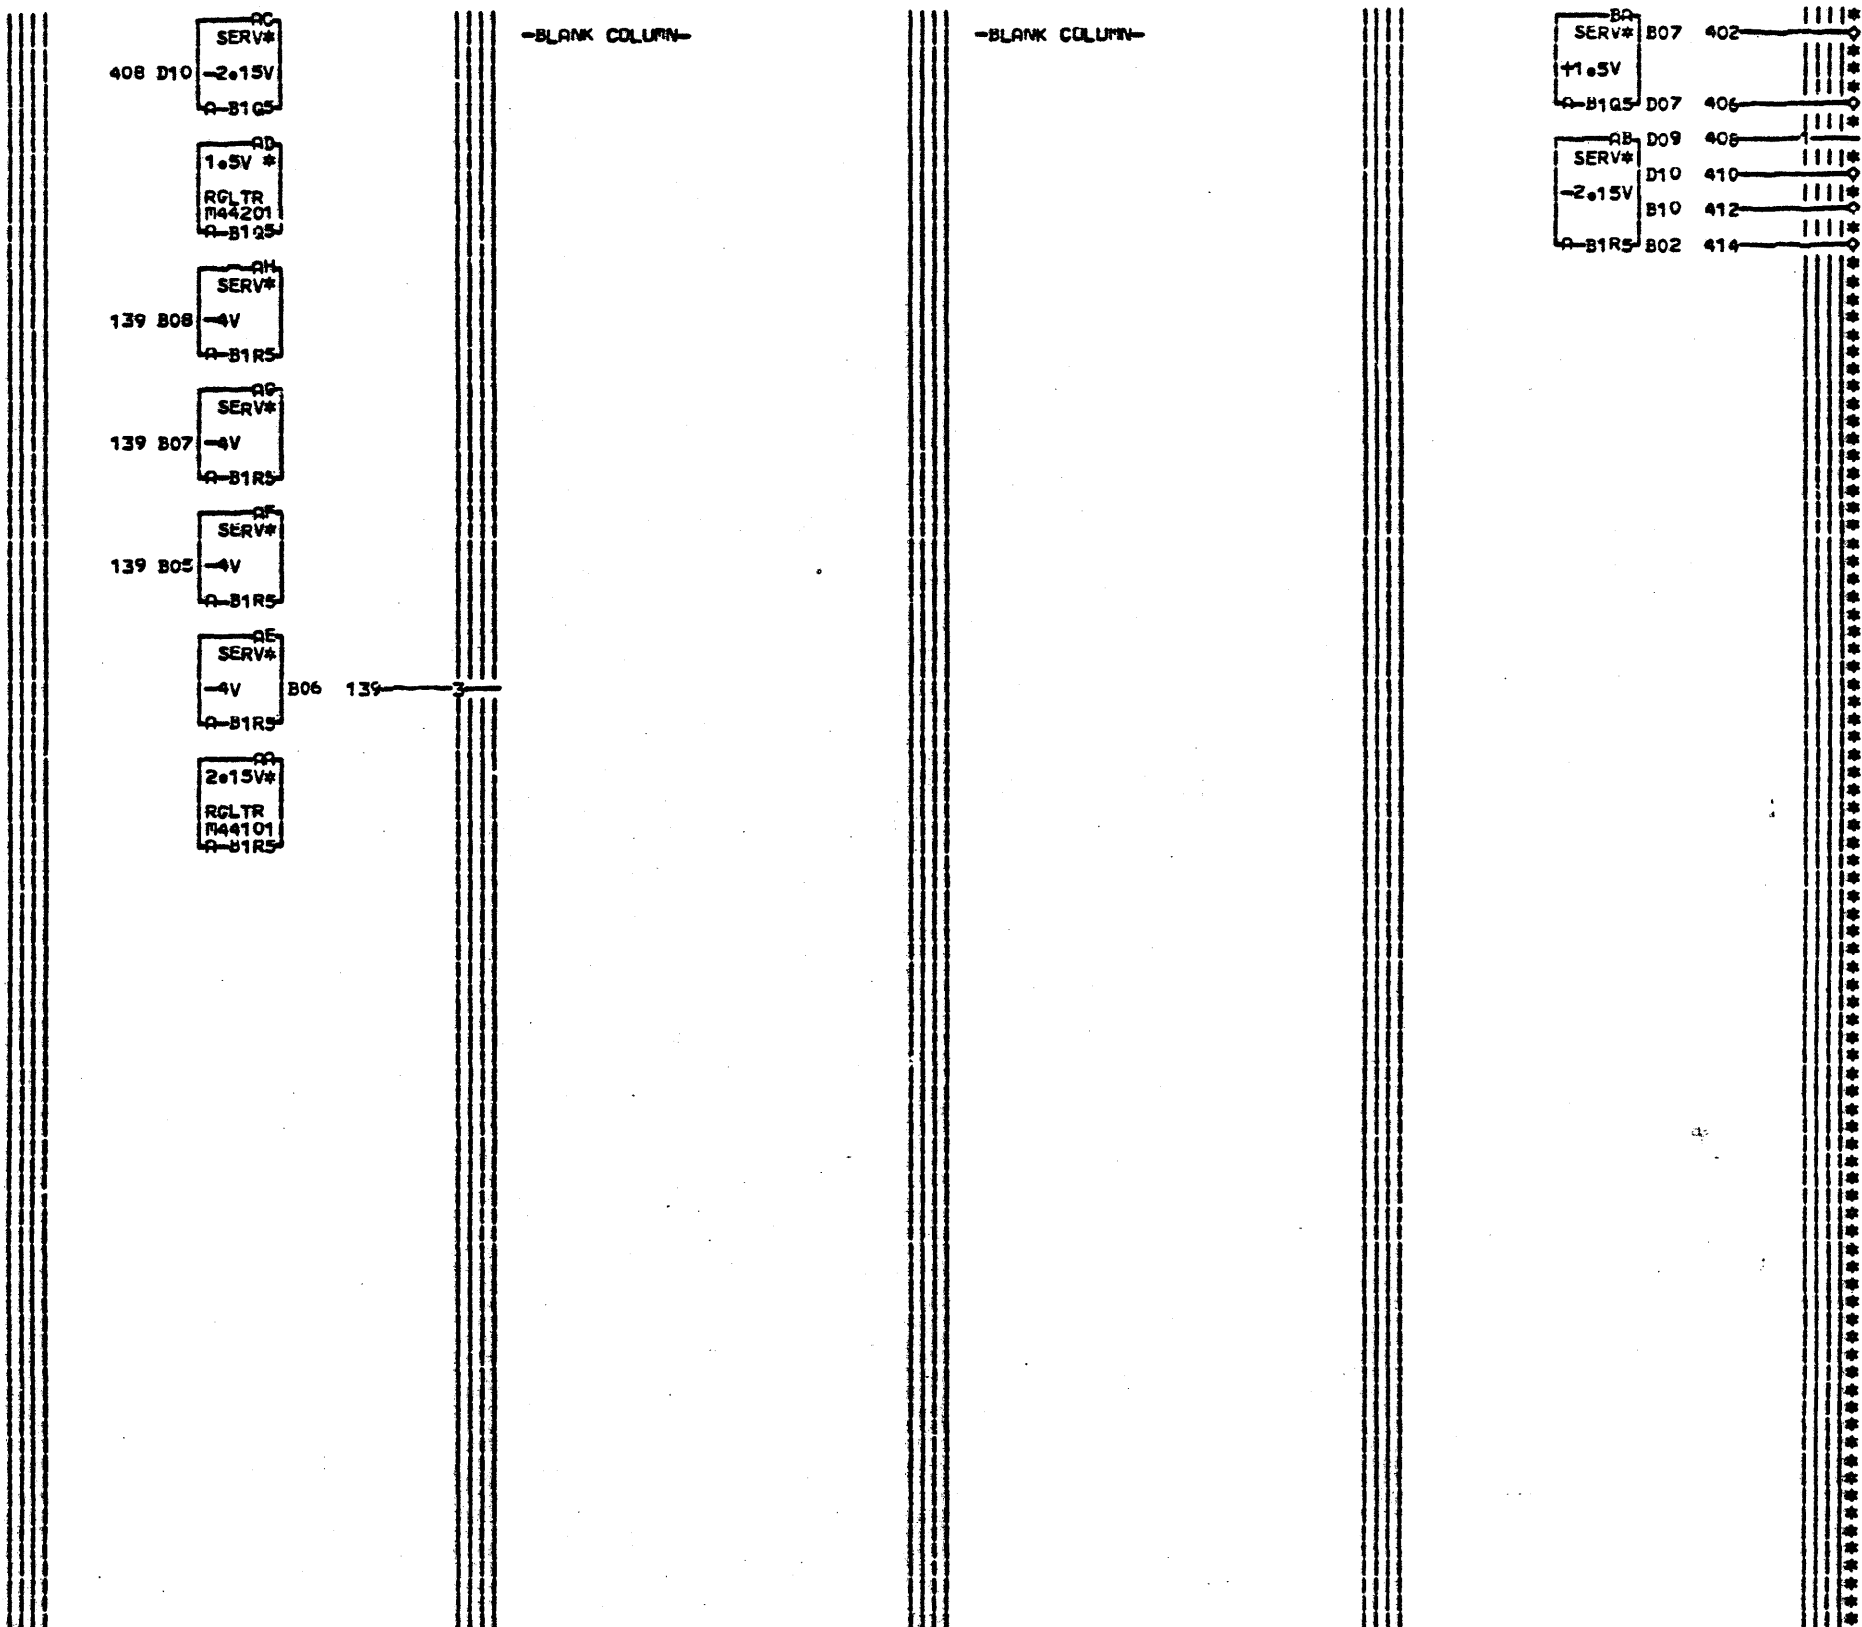 AC
SERV*
408 D10 -2.15V
A-B1Q5
AD
1.5V *
RGLTR
M44201
A-B1Q5
AH
SERV*
139 B08 -4V
A-B1R5
AG
SERV*
139 B07 -4V
A-B1R5
AF
SERV*
139 B05 -4V
A-B1R5
AE
SERV*
-4V B06 139 3
A-B1R5
AA
2.15V*
RGLTR
M44101
A-B1R5
-BLANK COLUMN-
-BLANK COLUMN-
BA
SERV* B07 402
+1.5V
A-B1Q5 D07 406
AB D09 408
SERV*
D10 410
-2.15V
B10 412
A-B1R5 B02 414